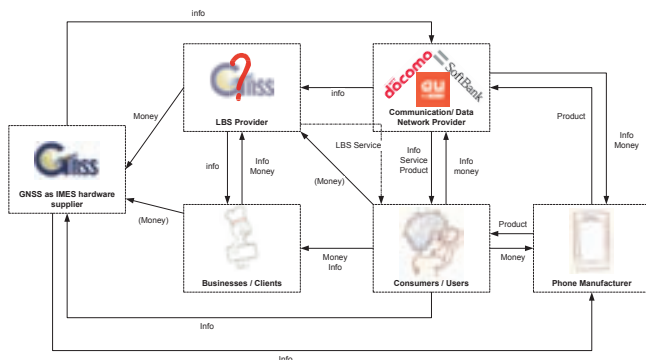 info
docomo
SoftBank
au
Gnss
?
info
LBS Provider
Communication/ Data
Network Provider
Money
Product
Info
Money
LBS Service
Info
Service
Product
Info
money
info
Info
Money
Gnss
(Money)
GNSS as IMES hardware
supplier
(Money)
Product
Money
Info
Money
Businesses / Clients
Consumers / Users
Phone Manufacturer
Info
Info